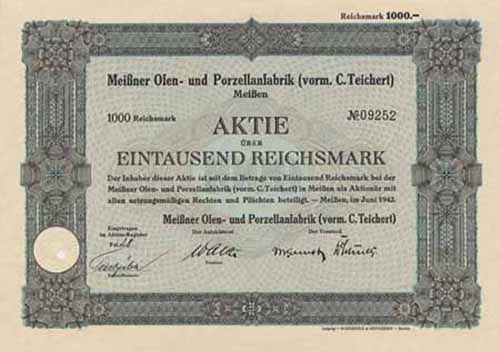 Reichsmark 1000.—
Meißner Ofen- und Porzellanfabrik (vorm. C. Teichert)
Meißen
1000 Reichsmark
№ 09252
AKTIE
ÜBER
EINTAUSEND REICHSMARK
Der Inhaber dieser Aktie ist mit dem Betrage von Eintausend Reichsmark bei der
Meißner Ofen- und Porzellanfabrik (vorm. C. Teichert) in Meißen als Aktionär mit
allen satzungsmäßigen Rechten und Pflichten beteiligt. — Meißen, im Juni 1942.
Meißner Ofen- und Porzellanfabrik (vorm. C. Teichert)
Eingetragen
im Aktien-Register
Der Aufsichtsrat
Der Vorstand